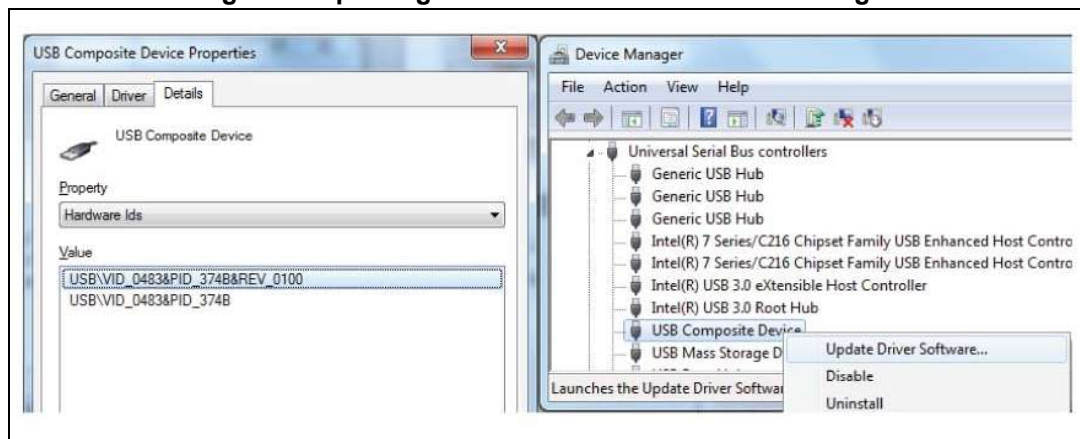 USB Composite Device Properties
General Driver Details
USB Composite Device
Property
Hardware Ids
Value
USB\VID_0483&PID_374B&REV_0100
USB\VID_0483&PID_374B
Device Manager
File Action View Help
Universal Serial Bus controllers
Generic USB Hub
Generic USB Hub
Generic USB Hub
Intel(R) 7 Series/C216 Chipset Family USB Enhanced Host Contro
Intel(R) 7 Series/C216 Chipset Family USB Enhanced Host Contro
Intel(R) USB 3.0 eXtensible Host Controller
Intel(R) USB 3.0 Root Hub
USB Composite Device
USB Mass Storage D
Launches the Update Driver Softwa
Update Driver Software...
Disable
Uninstall